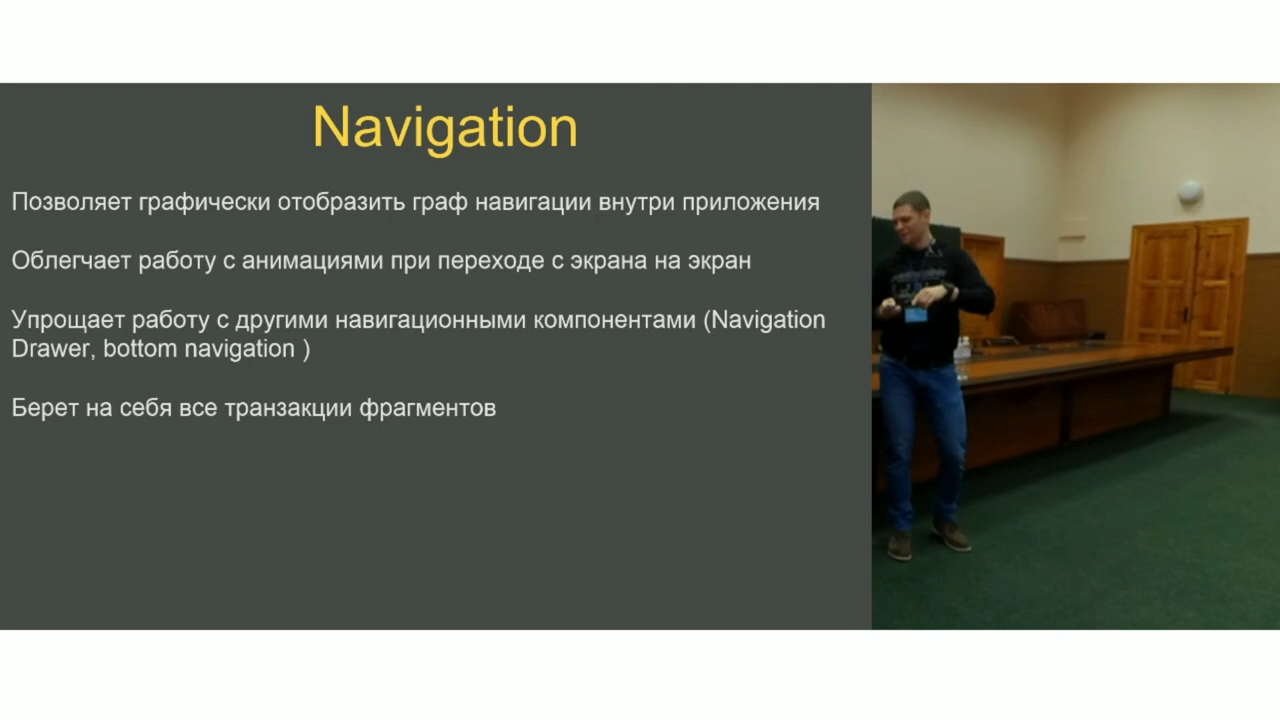 Navigation
Позволяет графически отобразить граф навигации внутри приложения
Облегчает работу с анимациями при переходе с экрана на экран
Упрощает работу с другими навигационными компонентами (Navigation
Drawer, bottom navigation )
Берет на себя все транзакции фрагментов